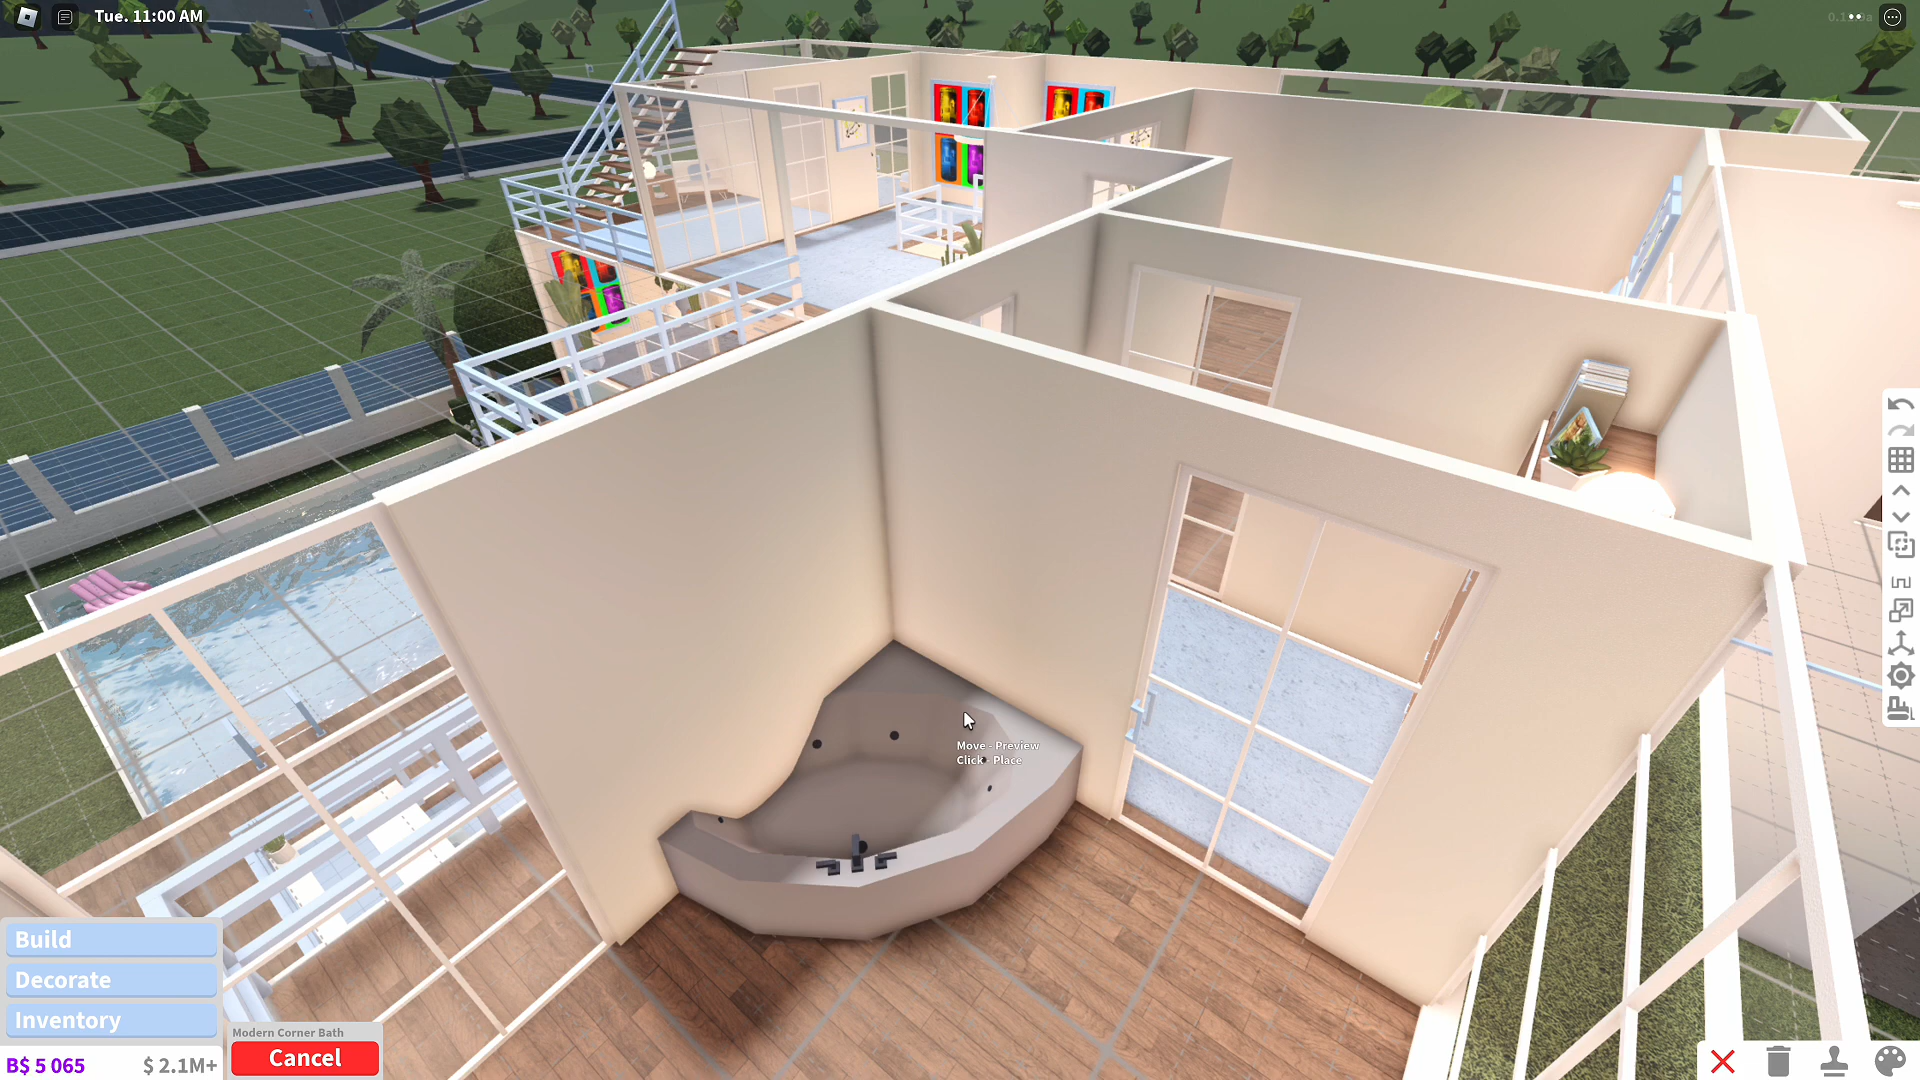 Tue. 11:00 AM
Move - Preview
Click - Place
Build
Decorate
Inventory
B$ 5 065
$ 2.1M+
Modern Corner Bath
Cancel